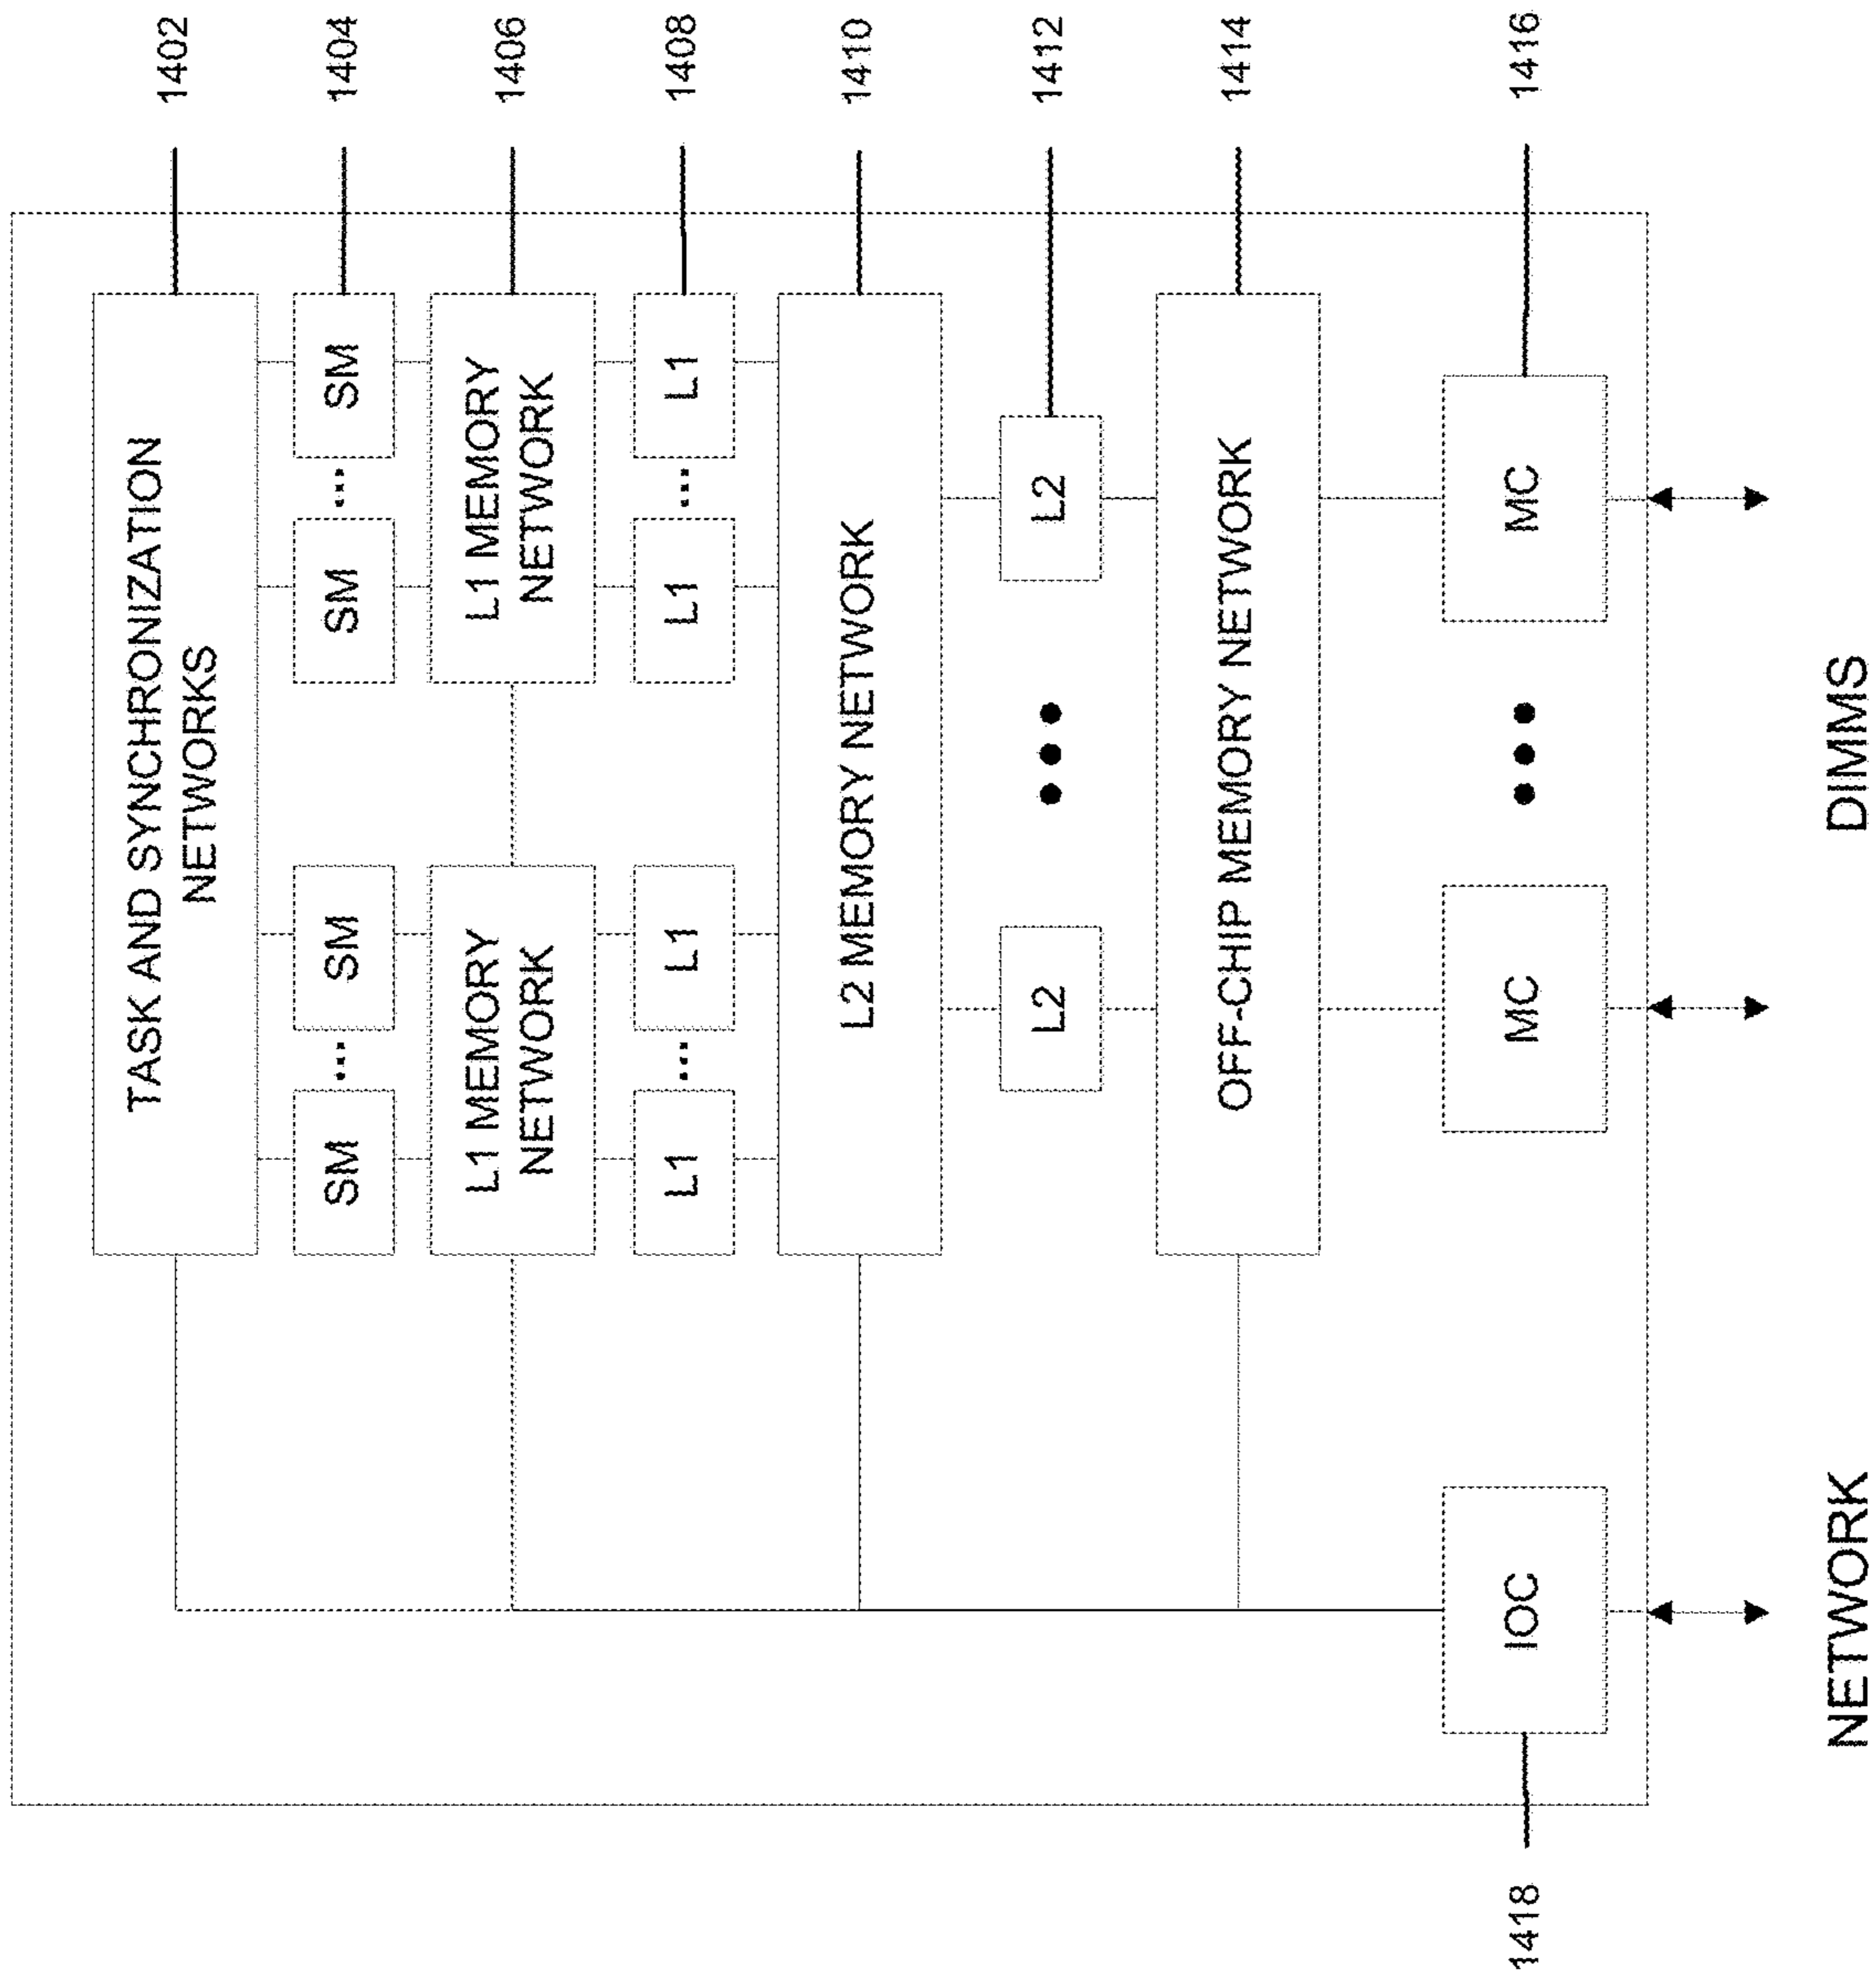 TASK AND SYNCHRONIZATION
NETWORKS
1402
SM
...
SM
SM
...
SM
1404
L1 MEMORY
NETWORK
L1 MEMORY
NETWORK
1406
L1
...
L1
L1
...
L1
1408
L2 MEMORY NETWORK
1410
L2
•••
L2
1412
OFF-CHIP MEMORY NETWORK
1414
1418
IOC
MC
•••
MC
1416
NETWORK
DIMMS